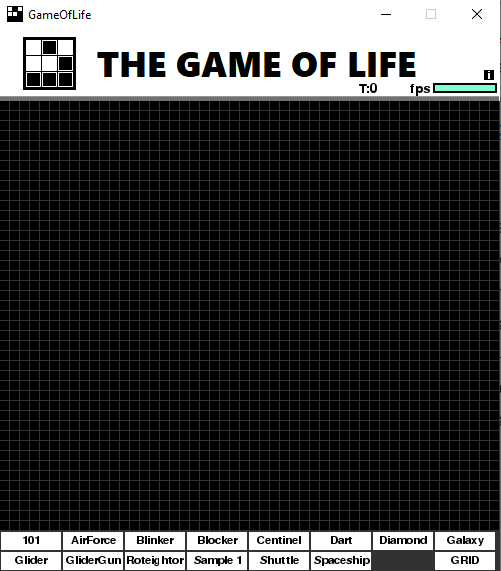 GameOfLife
THE GAME OF LIFE
i
T:0 fps
101 AirForce Blinker Blocker Centinel Dart Diamond Galaxy
Glider GliderGun Roteightor Sample 1 Shuttle Spaceship GRID